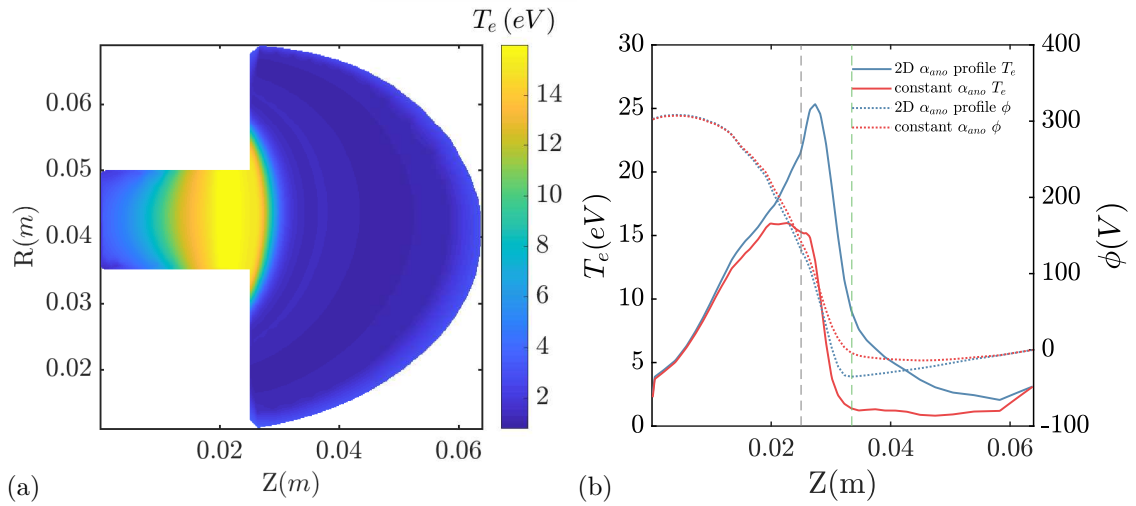 T_e (eV)
14
12
10
8
6
4
2
0.06
0.05
0.04
0.03
0.02
R(m)
0.02
0.04
0.06
Z(m)
(a)
30
25
20
15
10
5
0
T_e(eV)
400
300
200
100
0
-100
ϕ(V)
2D α_ano profile T_e
constant α_ano T_e
2D α_ano profile ϕ
constant α_ano ϕ
0.02
0.04
0.06
Z(m)
(b)